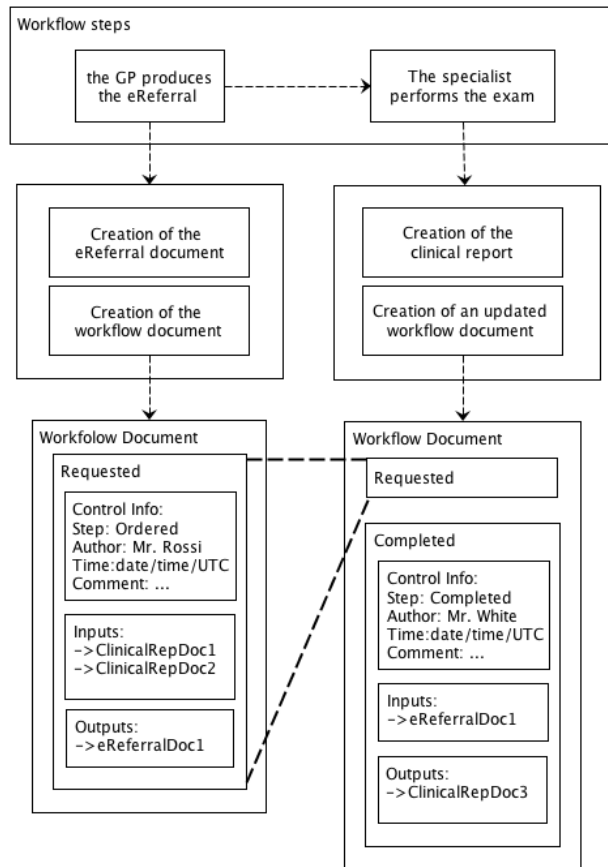 Workflow steps
the GP produces
the eReferral
The specialist
performs the exam
Creation of the
eReferral document
Creation of the
workflow document
Creation of the
clinical report
Creation of an updated
workflow document
Workfolow Document
Requested
Control Info:
Step: Ordered
Author: Mr. Rossi
Time:date/time/UTC
Comment: ...
Inputs:
->ClinicalRepDoc1
->ClinicalRepDoc2
Outputs:
->eReferralDoc1
Workflow Document
Requested
Completed
Control Info:
Step: Completed
Author: Mr. White
Time:date/time/UTC
Comment: ...
Inputs:
->eReferralDoc1
Outputs:
->ClinicalRepDoc3